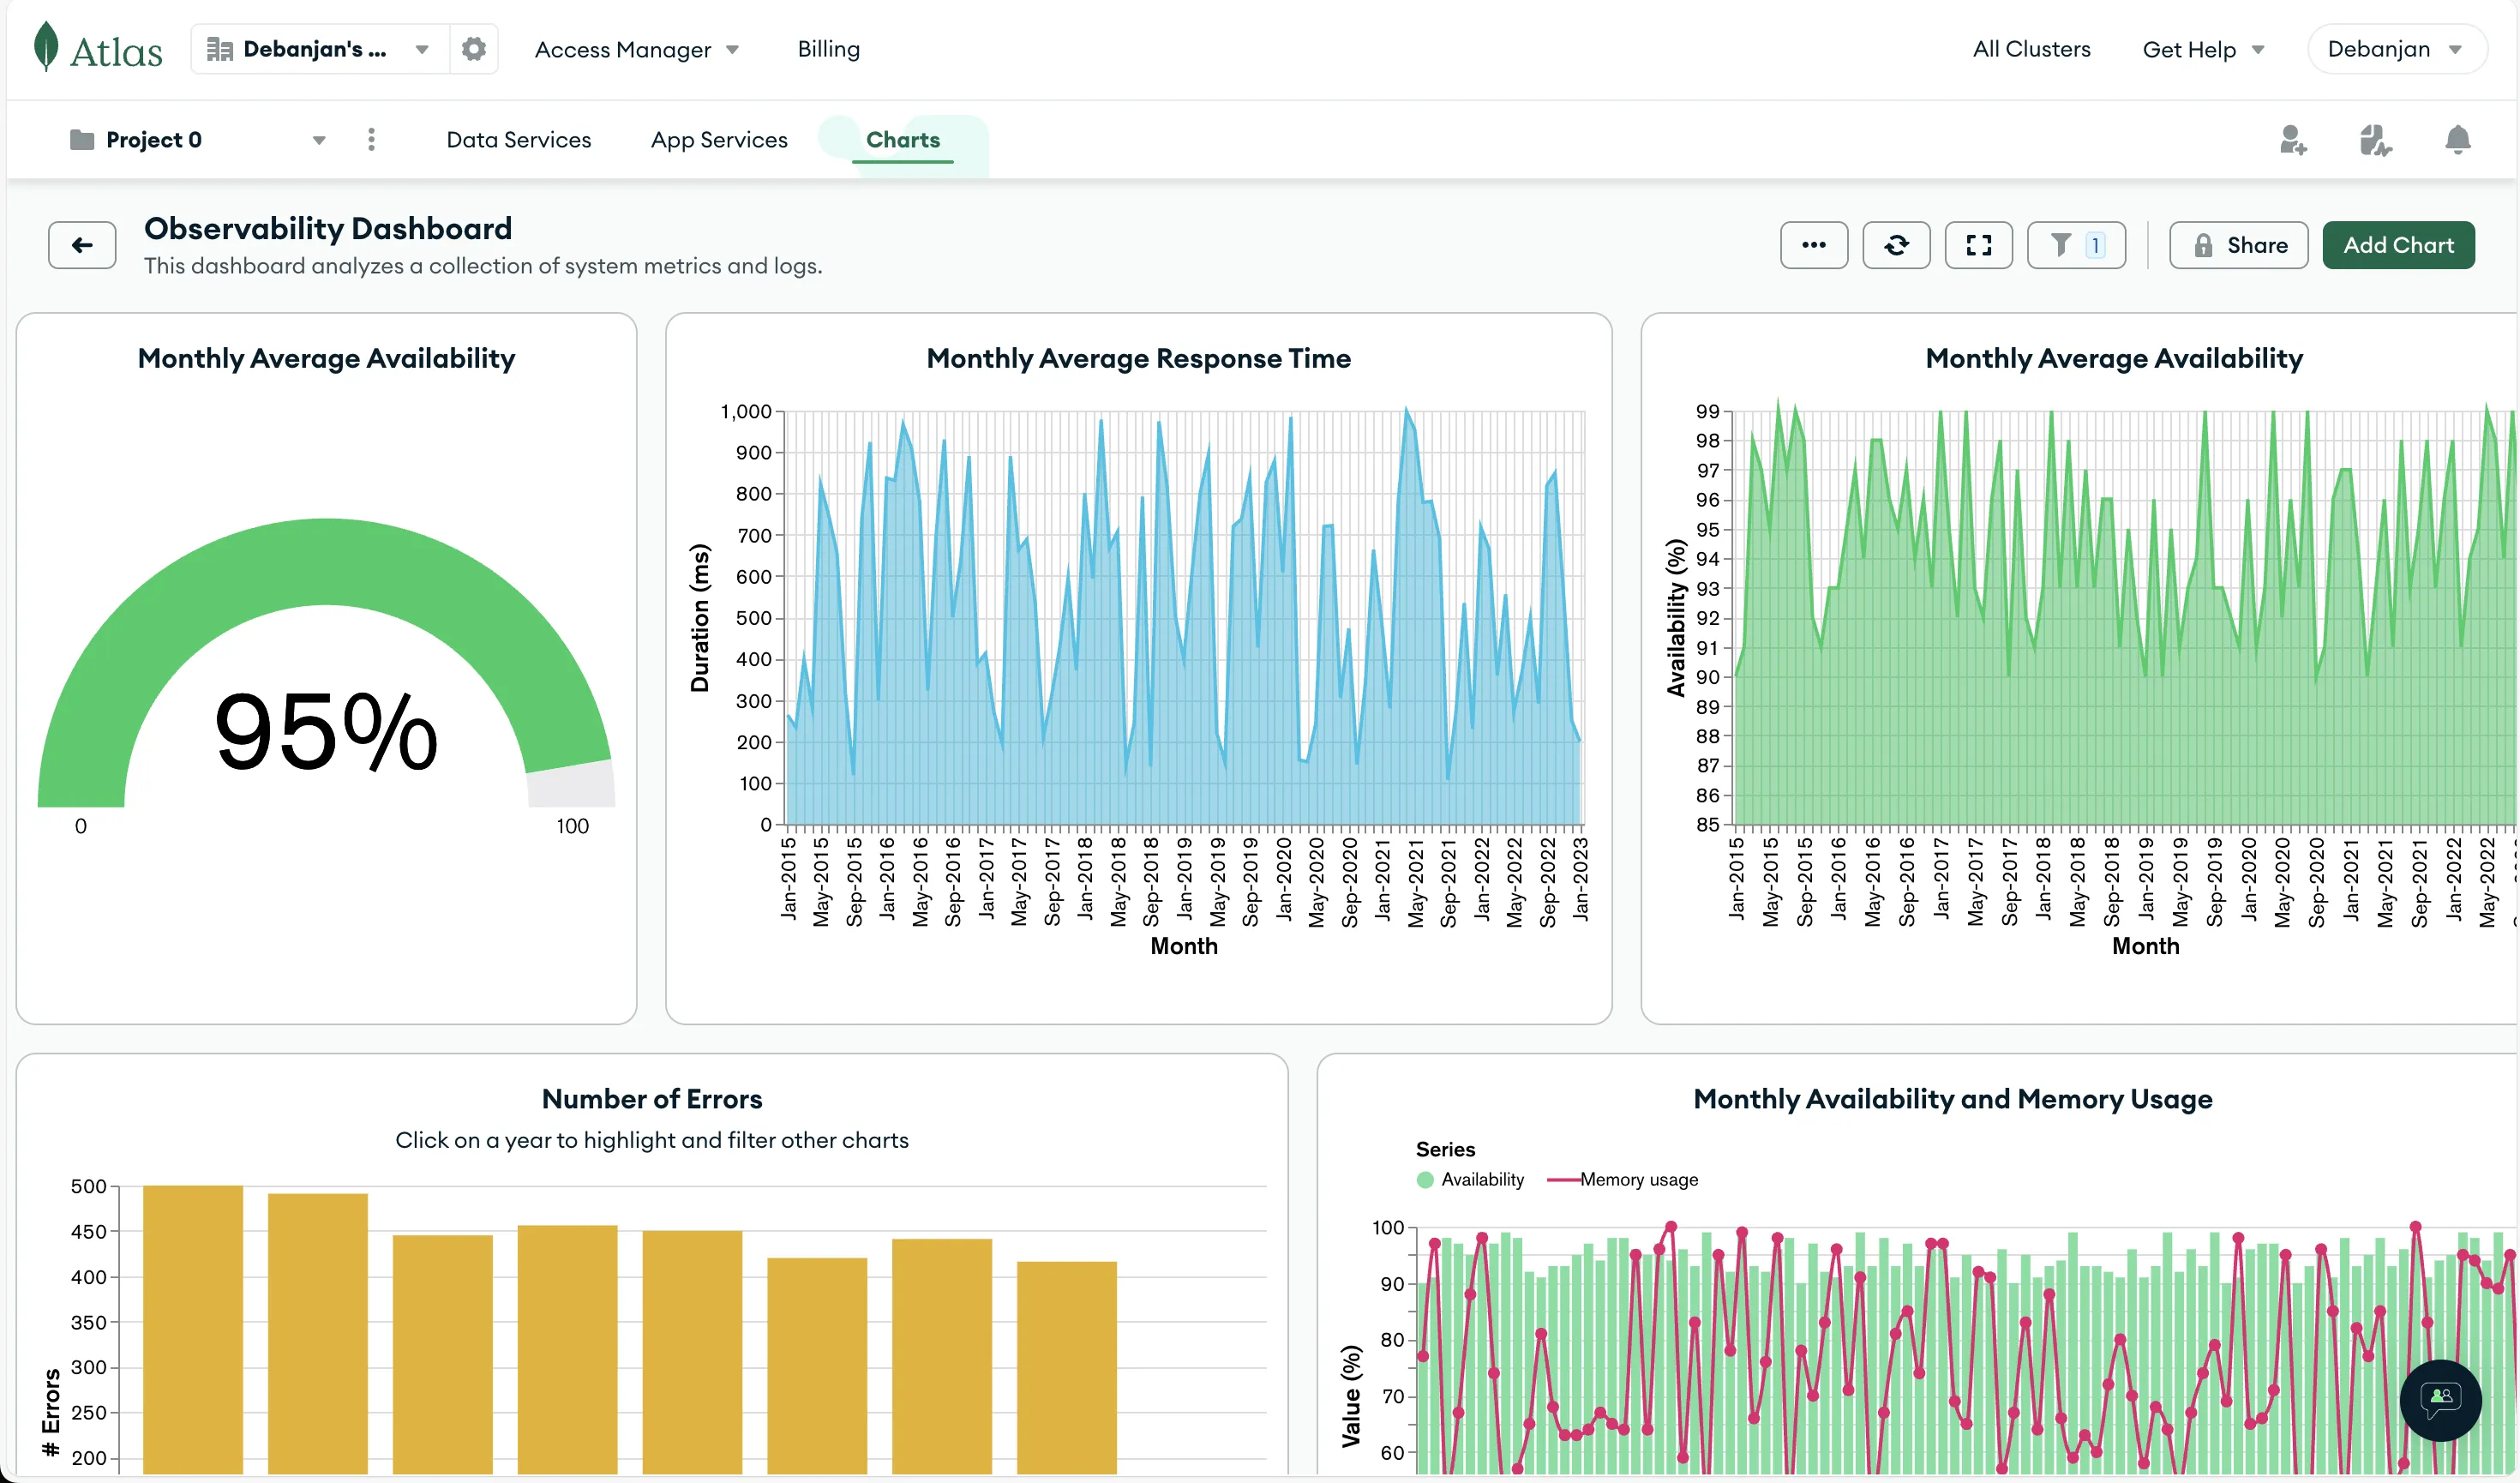 Atlas
Debanjan's ...
Access Manager
Billing
All Clusters
Get Help
Debanjan
Project 0
Data Services
App Services
Charts
Observability Dashboard
This dashboard analyzes a collection of system metrics and logs.
1
Share
Add Chart
Monthly Average Availability
95%
0
100
Monthly Average Response Time
Duration (ms)
1,000
900
800
700
600
500
400
300
200
100
0
Jan-2015
May-2015
Sep-2015
Jan-2016
May-2016
Sep-2016
Jan-2017
May-2017
Sep-2017
Jan-2018
May-2018
Sep-2018
Jan-2019
May-2019
Sep-2019
Jan-2020
May-2020
Sep-2020
Jan-2021
May-2021
Sep-2021
Jan-2022
May-2022
Sep-2022
Jan-2023
Month
Monthly Average Availability
Availability (%)
99
98
97
96
95
94
93
92
91
90
89
88
87
86
85
Jan-2015
May-2015
Sep-2015
Jan-2016
May-2016
Sep-2016
Jan-2017
May-2017
Sep-2017
Jan-2018
May-2018
Sep-2018
Jan-2019
May-2019
Sep-2019
Jan-2020
May-2020
Sep-2020
Jan-2021
May-2021
Sep-2021
Jan-2022
May-2022
Month
Number of Errors
Click on a year to highlight and filter other charts
# Errors
500
450
400
350
300
250
200
Monthly Availability and Memory Usage
Series
Availability
Memory usage
Value (%)
100
90
80
70
60